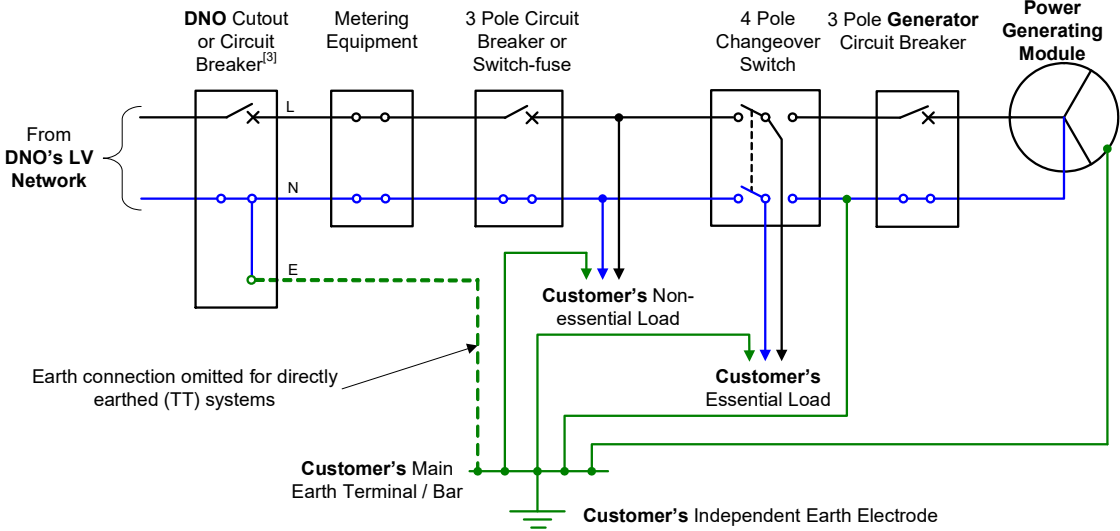 DNO Cutout
or Circuit
Breaker[3]
Metering
Equipment
3 Pole Circuit
Breaker or
Switch-fuse
4 Pole
Changeover
Switch
3 Pole Generator
Circuit Breaker
Power
Generating
Module
L
From
DNO's LV
Network
N
E
Customer's Non-
essential Load
Customer's
Essential Load
Earth connection omitted for directly
earthed (TT) systems
Customer's Main
Earth Terminal / Bar
Customer's Independent Earth Electrode